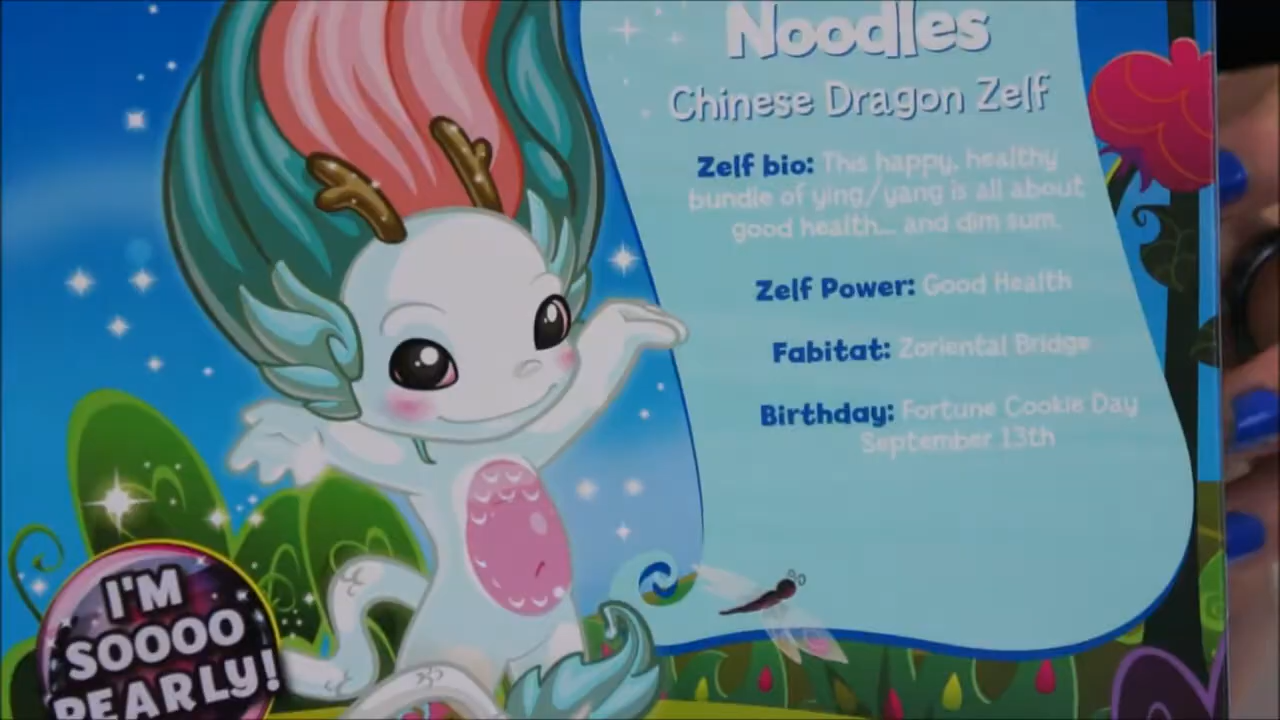 Noodles
Chinese Dragon Zelf
Zelf bio: This happy, healthy
bundle of ying/yang is all about
good health... and dim sum.
Zelf Power: Good Health
Fabitat: Zoriental Bridge
Birthday: Fortune Cookie Day
September 13th
I'M
SOOOO
PEARLY!